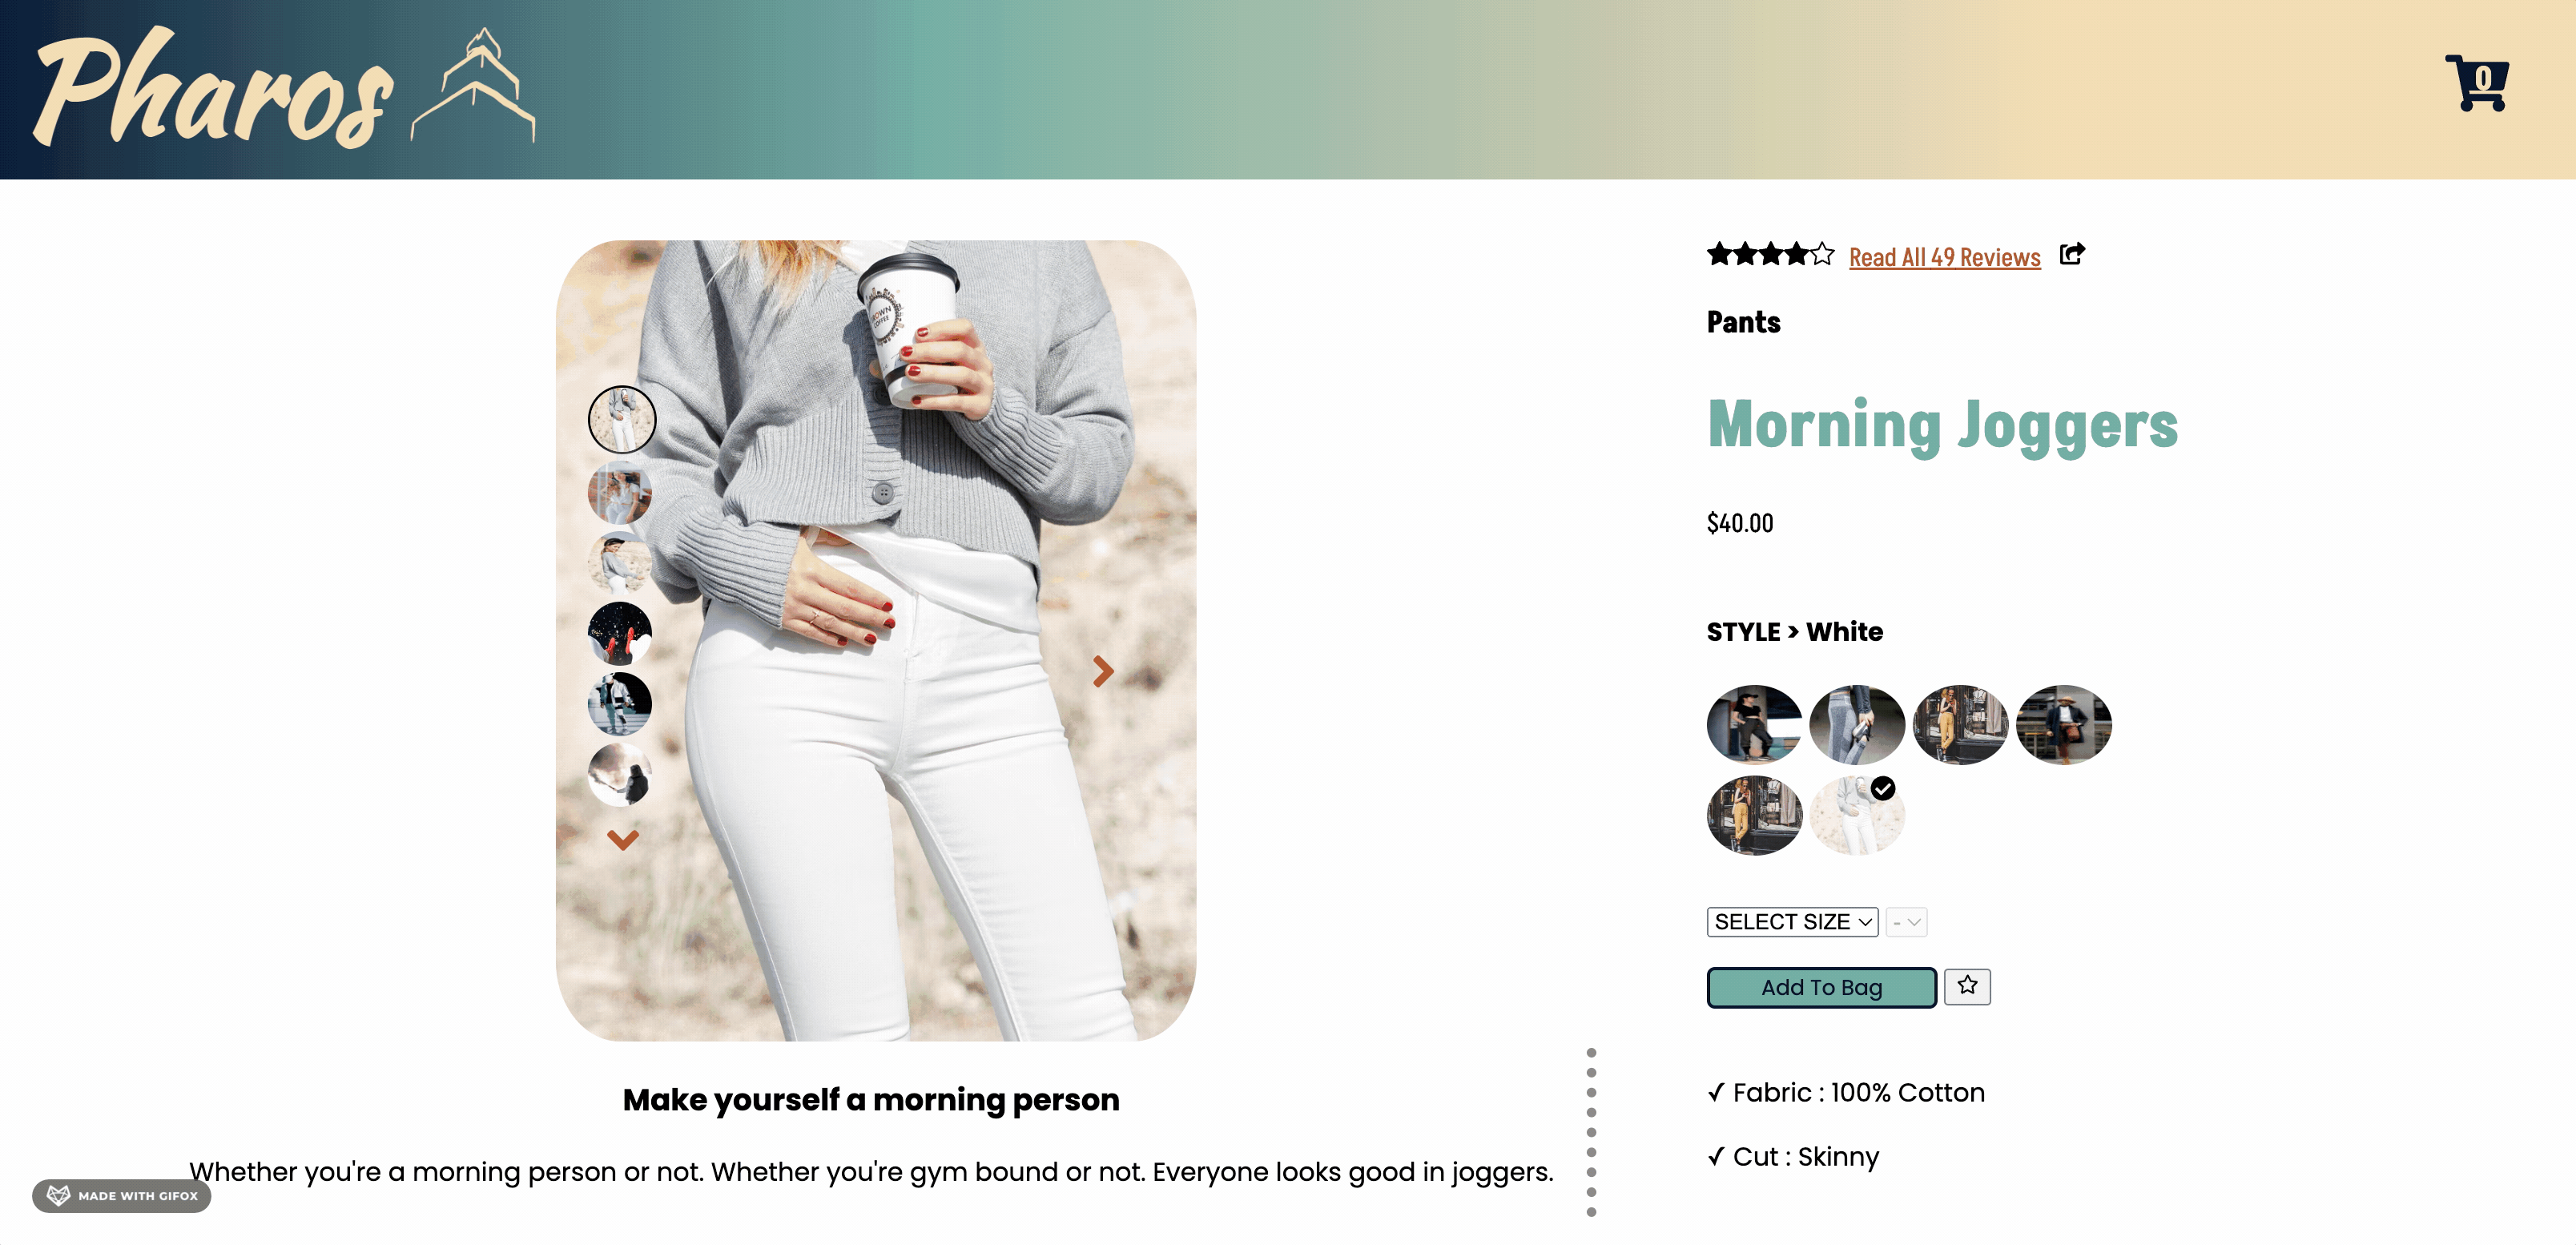 Pharos
0
Read All 49 Reviews
Pants
Morning Joggers
$40.00
STYLE > White
SELECT SIZE
-
Add To Bag
Make yourself a morning person
Whether you're a morning person or not. Whether you're gym bound or not. Everyone looks good in joggers.
✓ Fabric : 100% Cotton
✓ Cut : Skinny
MADE WITH GIFOX